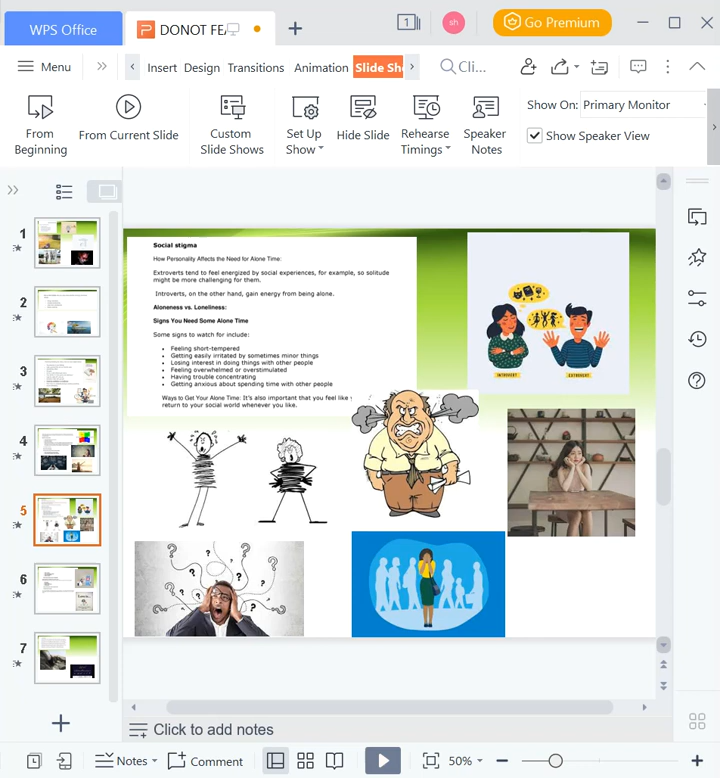 WPS Office
DONOT FEA
1
sh
Go Premium
Menu
Insert Design Transitions Animation Slide Sho
Cli...
From Beginning
From Current Slide
Custom Slide Shows
Set Up Show
Hide Slide
Rehearse Timings
Speaker Notes
Show On: Primary Monitor
Show Speaker View
1
2
3
4
5
6
7
Social stigma
How Personality Affects the Need for Alone Time:
Extroverts tend to feel energized by social experiences, for example, so solitude
might be more challenging for them.
Introverts, on the other hand, gain energy from being alone.
Aloneness vs. Loneliness:
Signs You Need Some Alone Time
Some signs to watch for include:
• Feeling short-tempered
• Getting easily irritated by sometimes minor things
• Losing interest in doing things with other people
• Feeling overwhelmed or overstimulated
• Having trouble concentrating
• Getting anxious about spending time with other people
Ways to Get Your Alone Time: It's also important that you feel like
return to your social world whenever you like.
INTROVERT
EXTROVERT
Click to add notes
Notes
Comment
50%